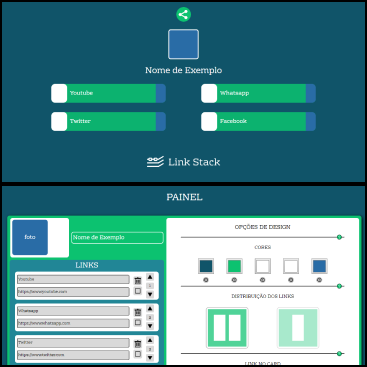 Nome de Exemplo
Youtube
Whatsapp
Twitter
Facebook
Link Stack
PAINEL
foto
Nome de Exemplo
LINKS
Youtube
https://www.youtube.com
Whatsapp
https://www.whatsapp.com
Twitter
https://www.twitter.com
OPÇÕES DE DESIGN
CORES
DISTRIBUIÇÃO DOS LINKS
LINK NO CARD